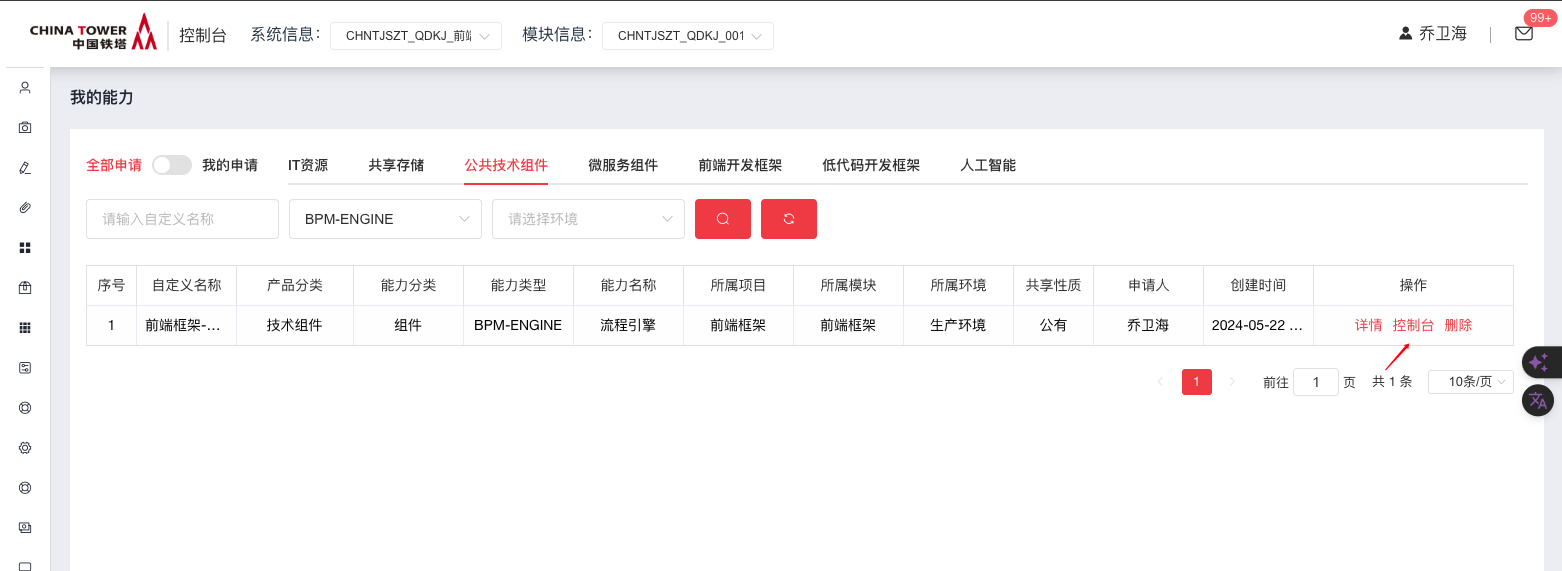 CHINA TOWER
中国铁塔
控制台 系统信息： CHNTJSZT_QDKJ_前 模块信息： CHNTJSZT_QDKJ_001 乔卫海 99+
我的能力
全部申请 我的申请 IT资源 共享存储 公共技术组件 微服务组件 前端开发框架 低代码开发框架 人工智能
请输入自定义名称 BPM-ENGINE 请选择环境
序号 自定义名称 产品分类 能力分类 能力类型 能力名称 所属项目 所属模块 所属环境 共享性质 申请人 创建时间 操作
1 前端框架-... 技术组件 组件 BPM-ENGINE 流程引擎 前端框架 前端框架 生产环境 公有 乔卫海 2024-05-22 ... 详情 控制台 删除
1 前往 1 页 共 1 条 10条/页